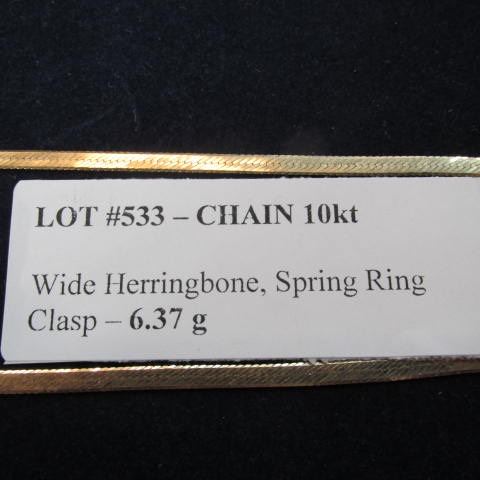 LOT #533 – CHAIN 10kt
Wide Herringbone, Spring Ring
Clasp – 6.37 g